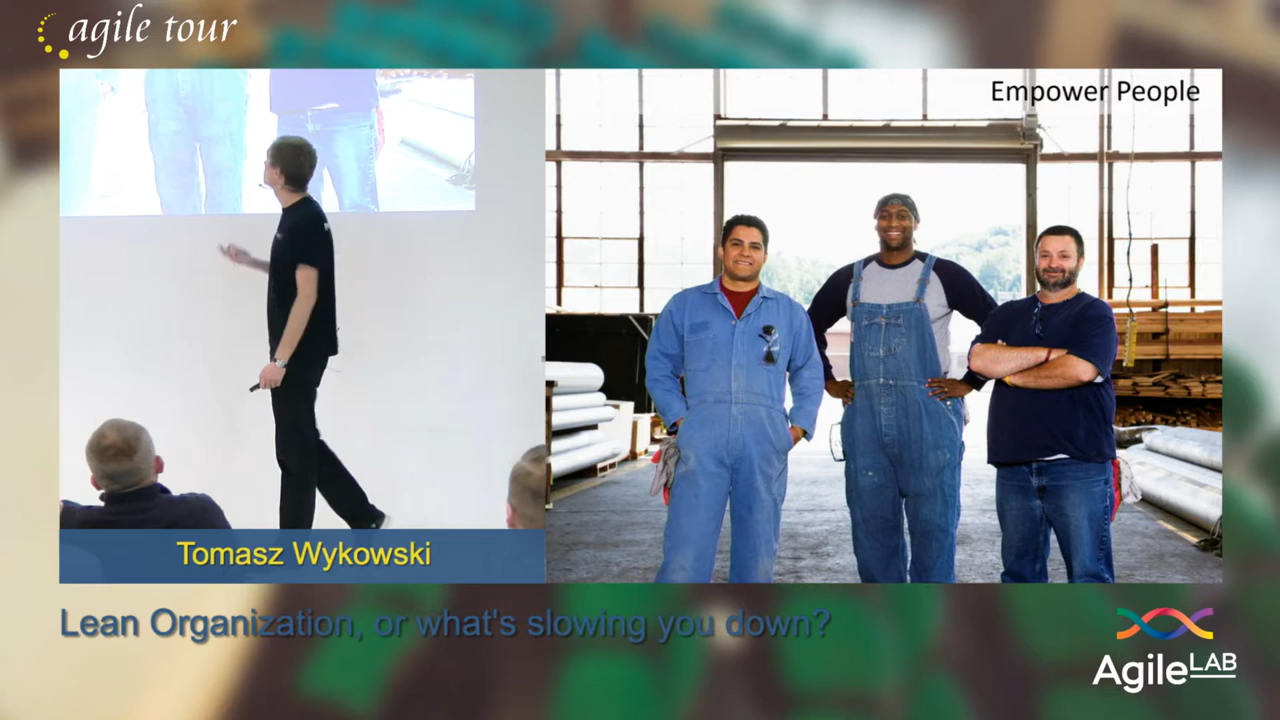 agile tour
Empower People
Tomasz Wykowski
Lean Organization, or what's slowing you down?
AgileLAB